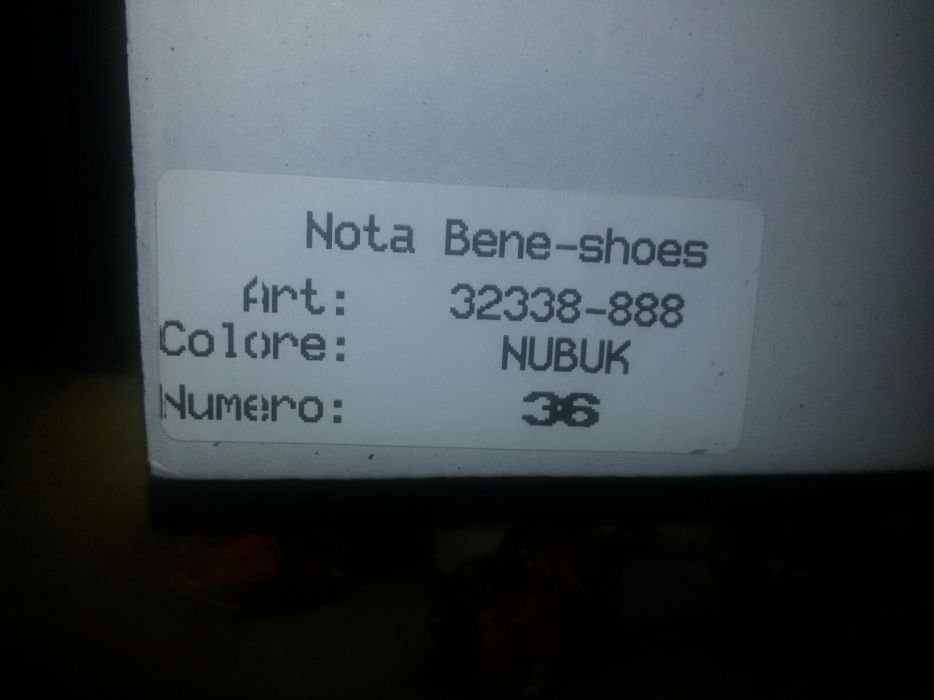 Nota Bene-shoes
Art: 32338-888
Colore: NUBUK
Numero: 36